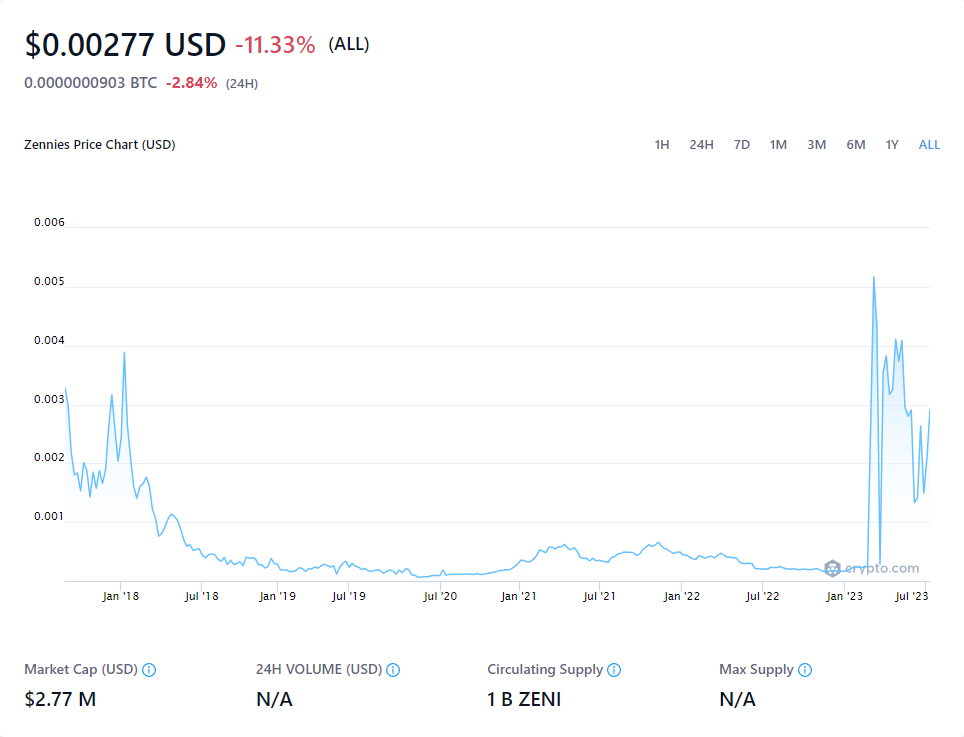 $0.00277 USD -11.33% (ALL)
0.0000000903 BTC -2.84% (24H)
Zennies Price Chart (USD) 1H 24H 7D 1M 3M 6M 1Y ALL
0.006
0.005
0.004
0.003
0.002
0.001
crypto.com
Jan '18 Jul '18 Jan '19 Jul '19 Jul '20 Jan '21 Jul '21 Jan '22 Jul '22 Jan '23 Jul '23
Market Cap (USD) 24H VOLUME (USD) Circulating Supply Max Supply
$2.77 M N/A 1 B ZENI N/A